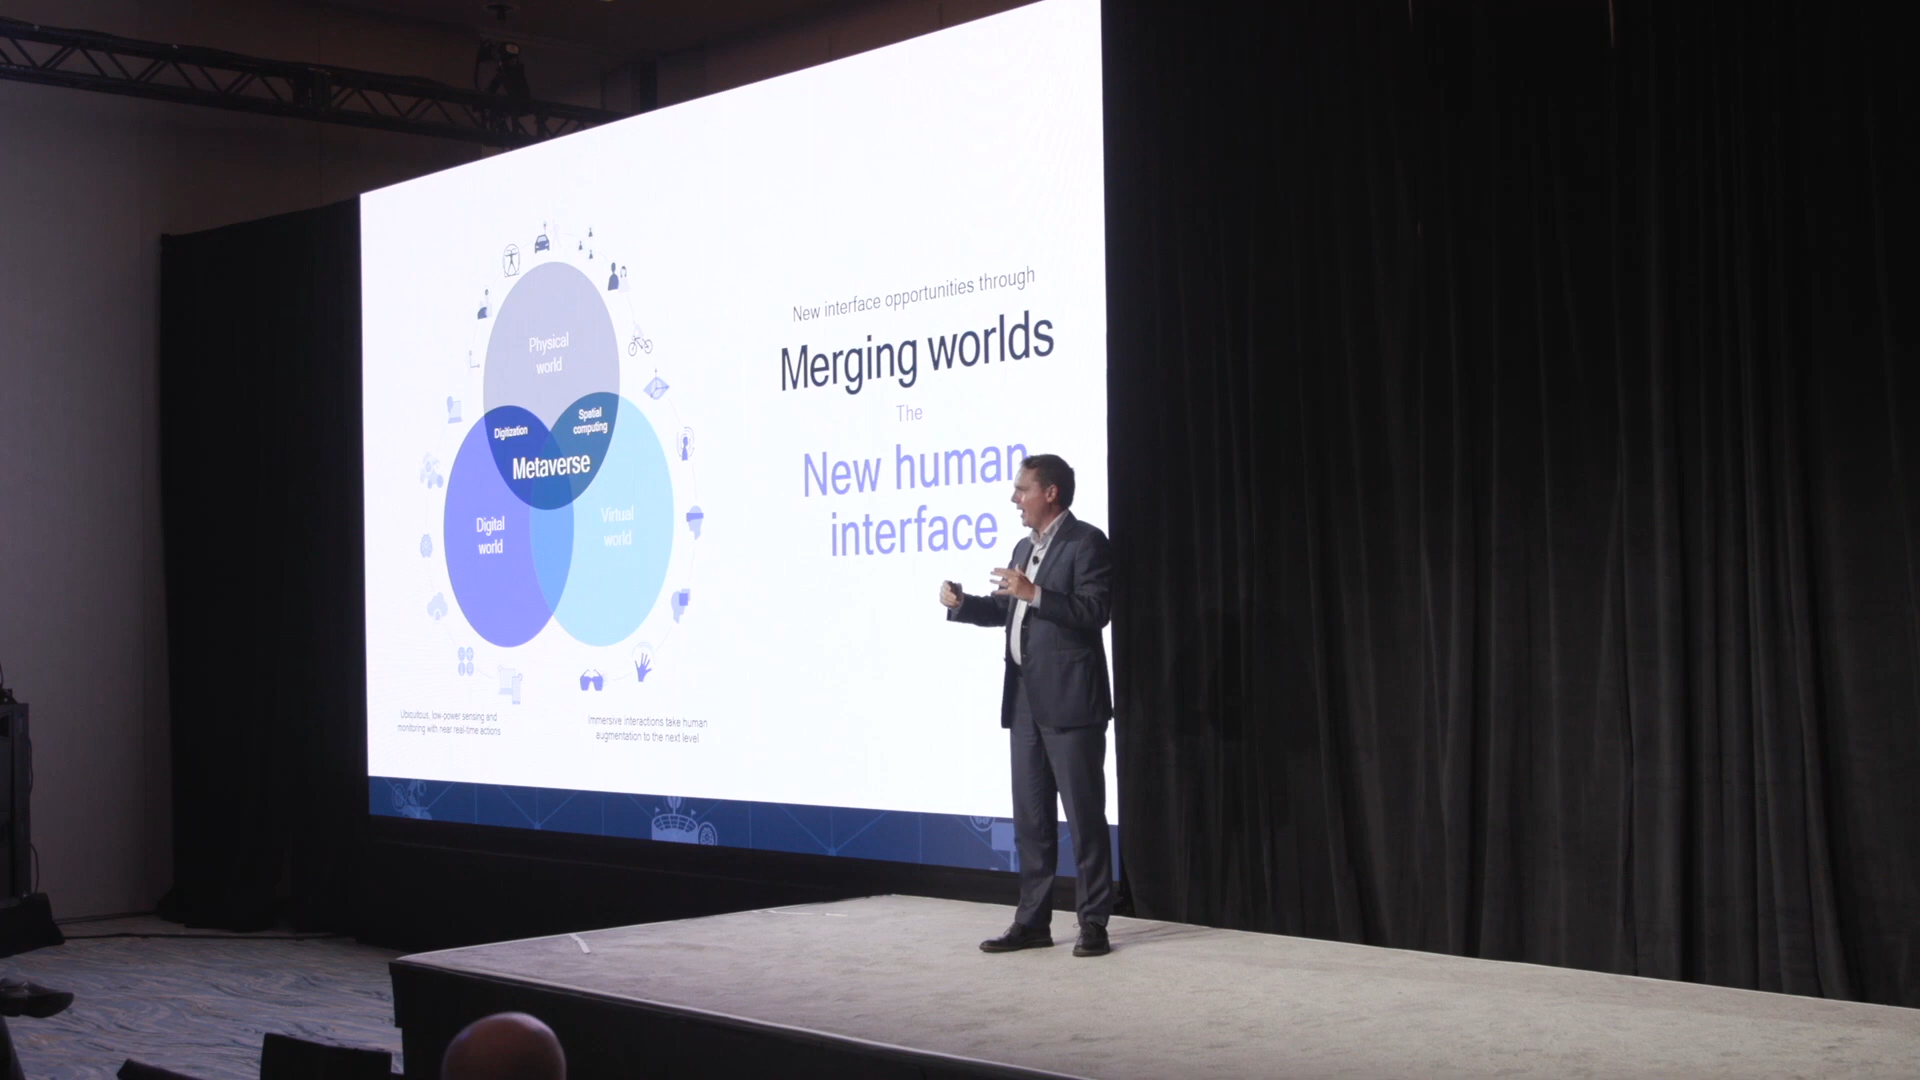 Physical
world
Digitization
Spatial
computing
Metaverse
Digital
world
Virtual
world
Ubiquitous, low-power sensing and
monitoring with near real-time actions
Immersive interactions take human
augmentation to the next level
New interface opportunities through
Merging worlds
The
New human
interface